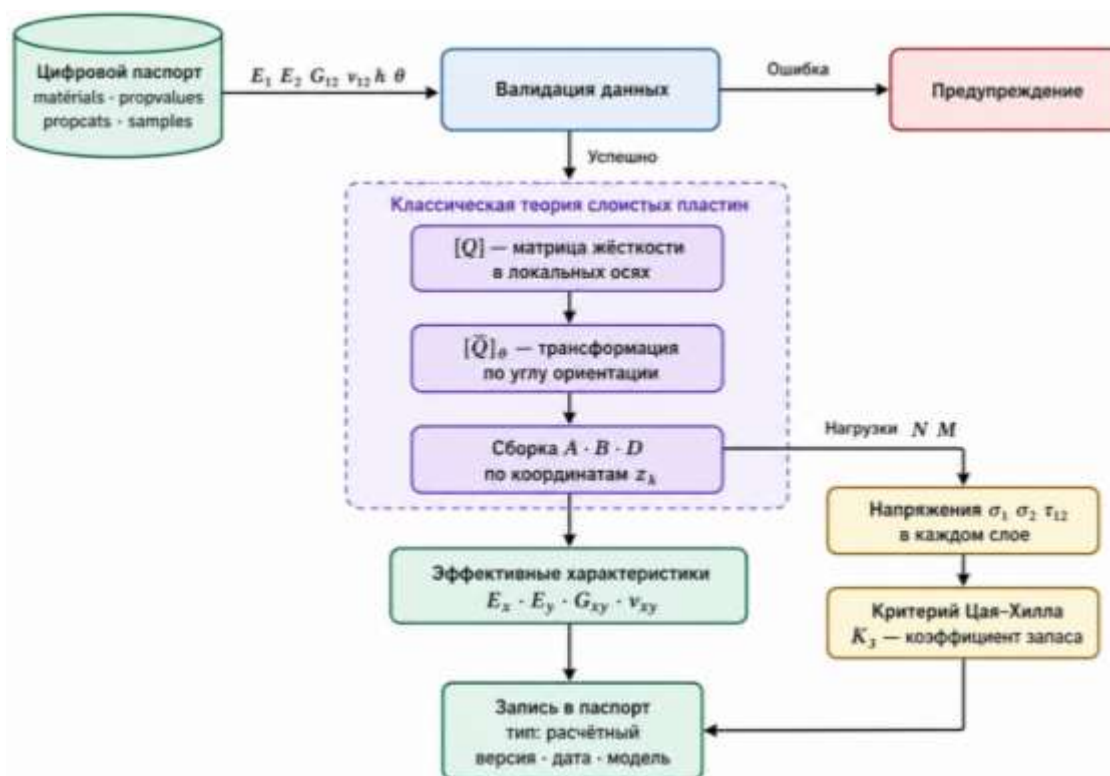 Цифровой паспорт
matérials · propvalues
propcats · samples
E₁ E₂ G₁₂ ν₁₂ h θ
Валидация данных
Ошибка
Предупреждение
Успешно
Классическая теория слоистых пластин
[Q] — матрица жёсткости
в локальных осях
[Q̅]_θ — трансформация
по углу ориентации
Сборка A · B · D
по координатам z_k
Нагрузки N M
Напряжения σ₁ σ₂ τ₁₂
в каждом слое
Эффективные характеристики
E_x · E_y · G_xy · ν_xy
Критерий Цая–Хилла
K₃ — коэффициент запаса
Запись в паспорт
тип: расчётный
версия · дата · модель